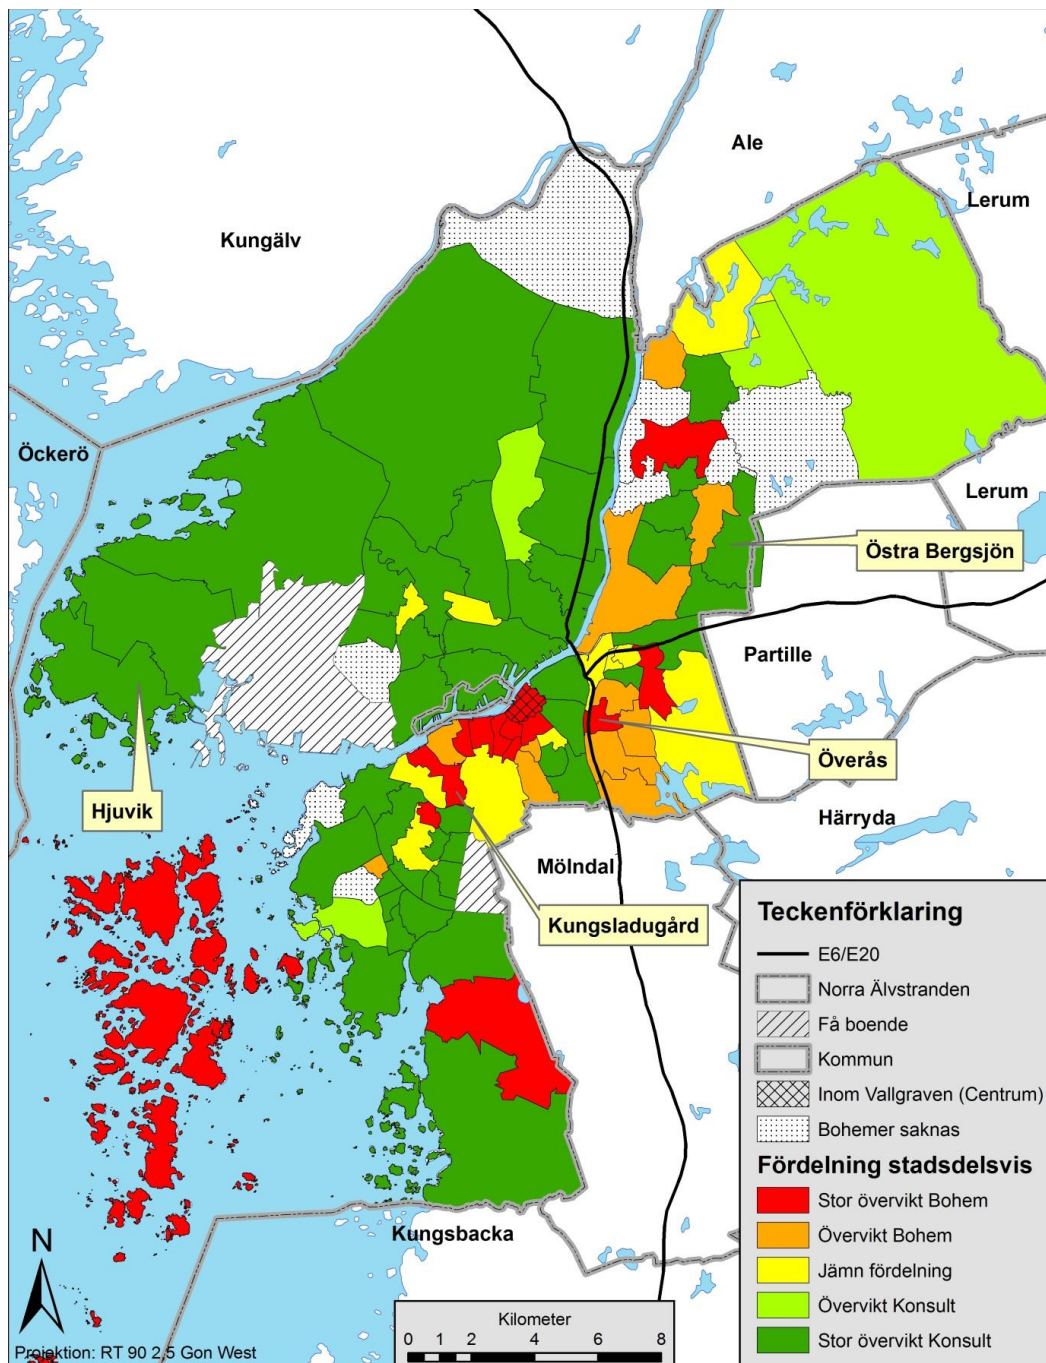 Ale
Lerum
Kungälv
Öckerö
Lerum
Östra Bergsjön
Partille
Överås
Hjuvik
Härryda
Mölndal
Kungsladugård
Kungsbacka
Teckenförklaring
E6/E20
Norra Älvstranden
Få boende
Kommun
Inom Vallgraven (Centrum)
Bohemer saknas
Fördelning stadsdelsvis
Stor övervikt Bohem
Övervikt Bohem
Jämn fördelning
Övervikt Konsult
Stor övervikt Konsult
N
Kilometer
0 1 2 4 6 8
Projektion: RT 90 2,5 Gon West